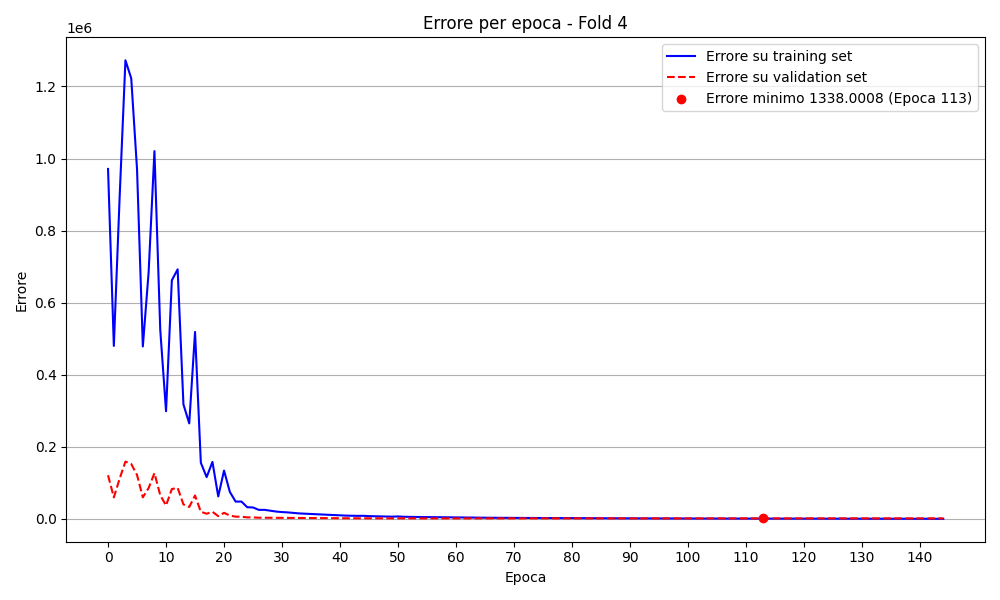 Errore per epoca - Fold 4
1e6
Errore su training set
Errore su validation set
Errore minimo 1338.0008 (Epoca 113)
1.2
1.0
0.8
0.6
0.4
0.2
0.0
Errore
0 10 20 30 40 50 60 70 80 90 100 110 120 130 140
Epoca